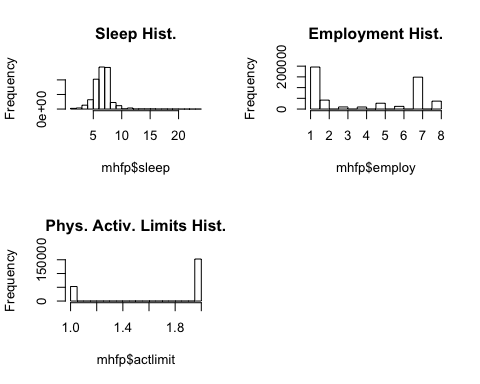 Sleep Hist.
Frequency
0e+00
5 10 15 20
mhfp$sleep
Employment Hist.
Frequency
0 200000
1 2 3 4 5 6 7 8
mhfp$employ
Phys. Activ. Limits Hist.
Frequency
0 150000
1.0 1.4 1.8
mhfp$actlimit